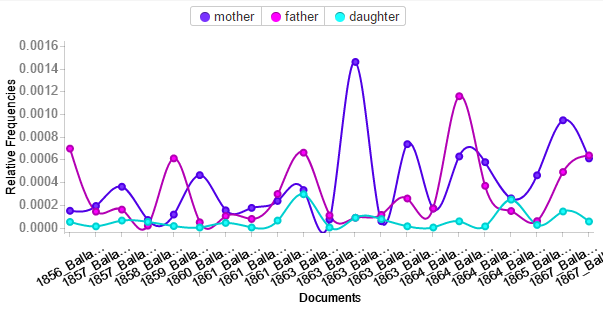 mother
father
daughter
0.0016
0.0014
0.0012
0.0010
0.0008
0.0006
0.0004
0.0002
0.0000
Relative Frequencies
1856_Balla…
1857_Balla…
1857_Balla…
1858_Balla…
1859_Balla…
1860_Balla…
1861_Balla…
1861_Balla…
1861_Balla…
1863_Balla…
1863_Balla…
1863_Balla…
1863_Balla…
1863_Balla…
1864_Balla…
1864_Balla…
1864_Balla…
1864_Balla…
1865_Balla…
1867_Balla…
1867_Ball
Documents